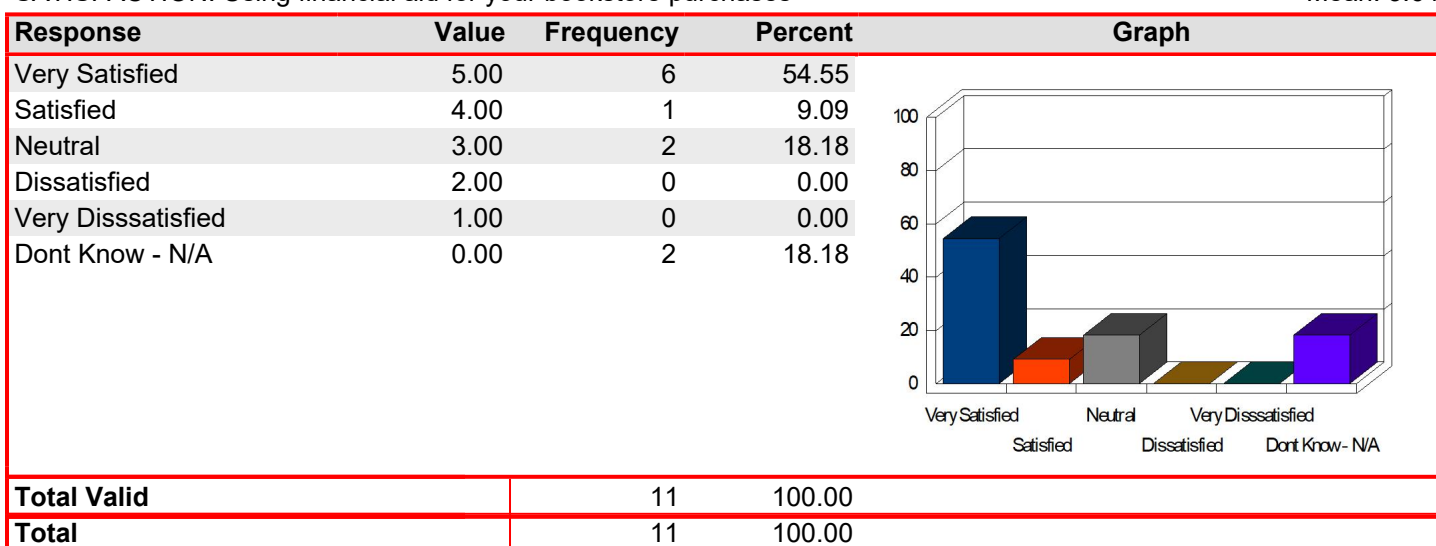 Response Value Frequency Percent Graph
Very Satisfied 5.00 6 54.55
Satisfied 4.00 1 9.09
Neutral 3.00 2 18.18
Dissatisfied 2.00 0 0.00
Very Disssatisfied 1.00 0 0.00
Dont Know - N/A 0.00 2 18.18
100
80
60
40
20
0
Very Satisfied Neutral Very Disssatisfied
Satisfied Dissatisfied Dont Know - N/A
Total Valid 11 100.00
Total 11 100.00